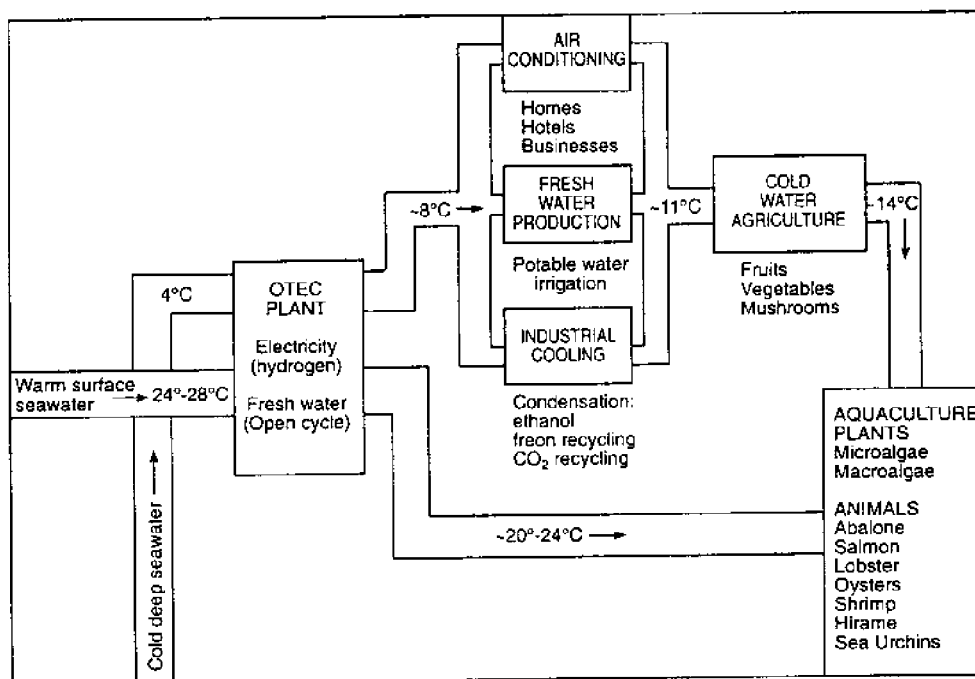 AIR
CONDITIONING
Homes
Hotels
Businesses
FRESH
WATER
PRODUCTION
~8°C →
~11°C
COLD
WATER
AGRICULTURE
~14°C
Potable water
irrigation
Fruits
Vegetables
Mushrooms
4°C
OTEC
PLANT
Electricity
(hydrogen)
Fresh water
(Open cycle)
INDUSTRIAL
COOLING
Warm surface
seawater → 24°-28°C
Condensation:
ethanol
freon recycling
CO₂ recycling
AQUACULTURE
PLANTS
Microalgae
Macroalgae
ANIMALS
Abalone
Salmon
Lobster
Oysters
Shrimp
Hirame
Sea Urchins
~20°-24°C →
Cold deep seawater →